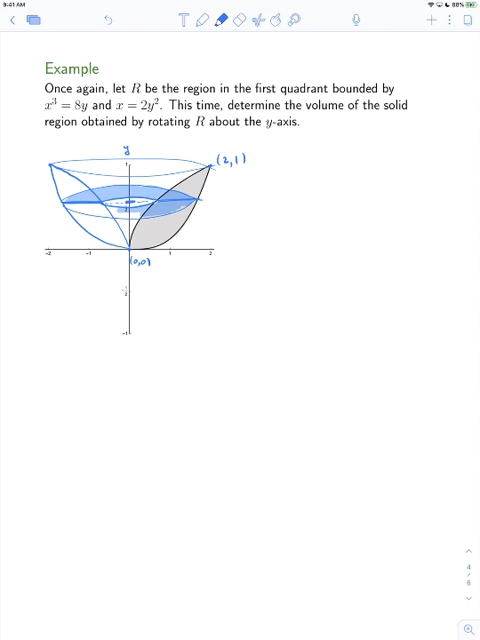 9:41 AM
88%
Example
Once again, let R be the region in the first quadrant bounded by
x³ = 8y and x = 2y². This time, determine the volume of the solid
region obtained by rotating R about the y-axis.
y
(2,1)
1
-2 -1 1 2
(0,0)
-1
4
/
6